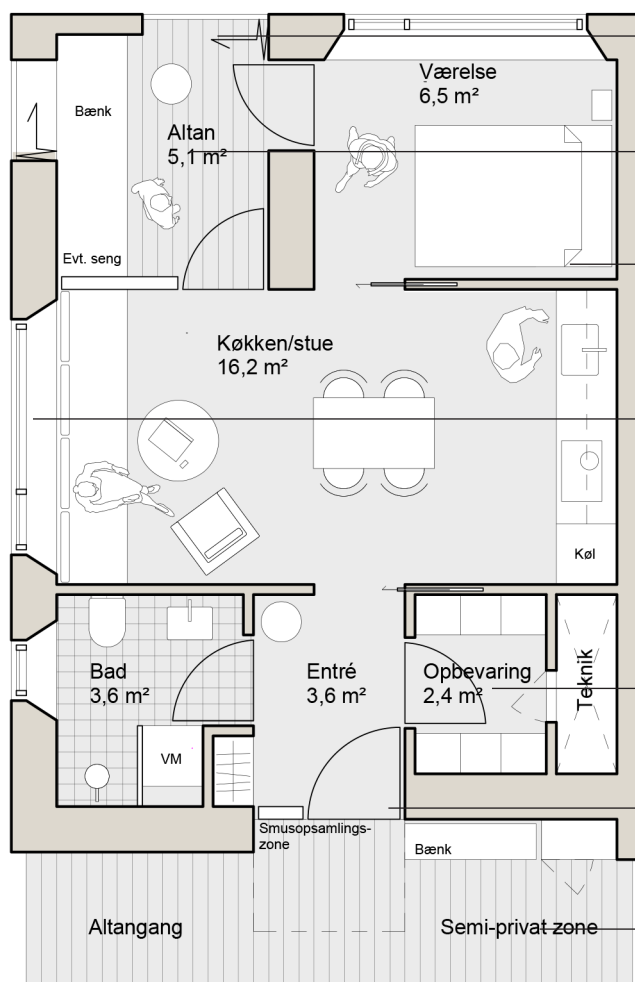 Værelse
6,5 m²
Bænk
Altan
5,1 m²
Evt. seng
Køkken/stue
16,2 m²
Køl
Bad
3,6 m²
Entré
3,6 m²
Opbevaring
2,4 m²
Teknik
VM
Smusopsamlings-
zone
Bænk
Altangang
Semi-privat zone